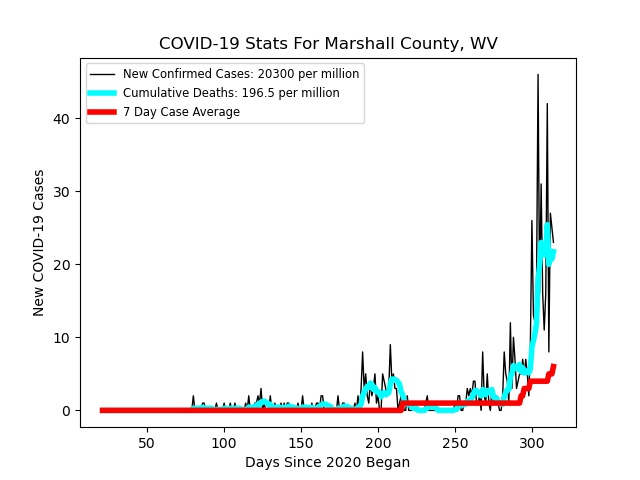 COVID-19 Stats For Marshall County, WV
New Confirmed Cases: 20300 per million
Cumulative Deaths: 196.5 per million
7 Day Case Average
New COVID-19 Cases
40
30
20
10
0
50 100 150 200 250 300
Days Since 2020 Began